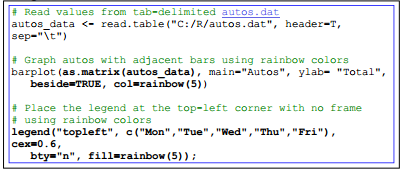 # Read values from tab-delimited autos.dat
autos_data <- read.table("C:/R/autos.dat", header=T,
sep="\t")
# Graph autos with adjacent bars using rainbow colors
barplot(as.matrix(autos_data), main="Autos", ylab= "Total",
beside=TRUE, col=rainbow(5))
# Place the legend at the top-left corner with no frame
# using rainbow colors
legend("topleft", c("Mon","Tue","Wed","Thu","Fri"),
cex=0.6,
bty="n", fill=rainbow(5));